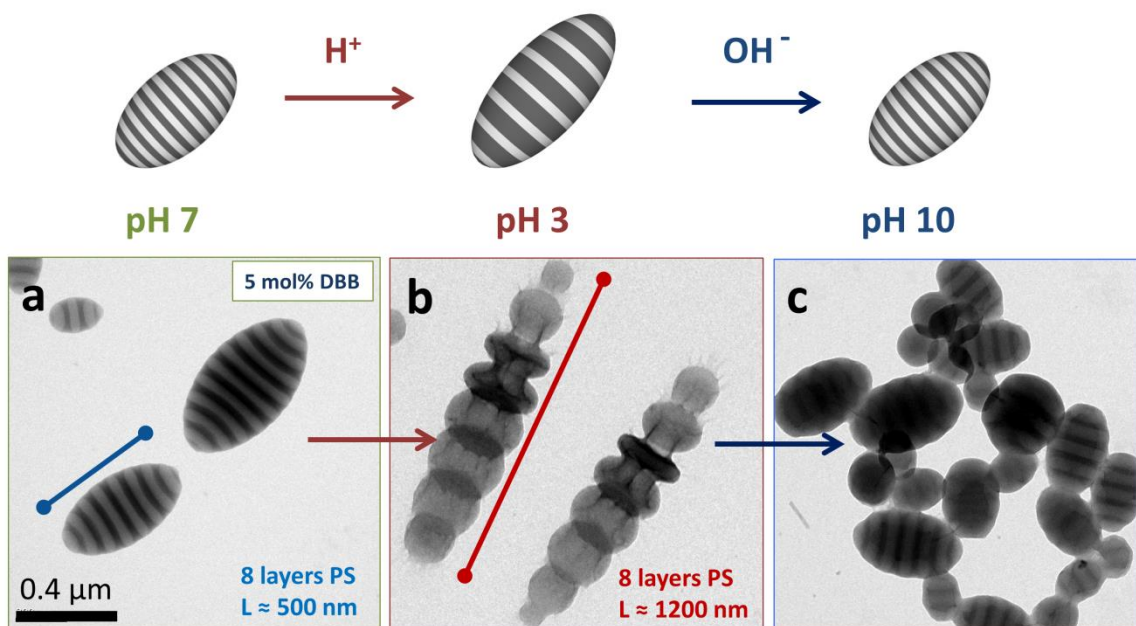 H⁺
OH⁻
pH 7
pH 3
pH 10
a
5 mol% DBB
0.4 µm
8 layers PS
L ≈ 500 nm
b
8 layers PS
L ≈ 1200 nm
c